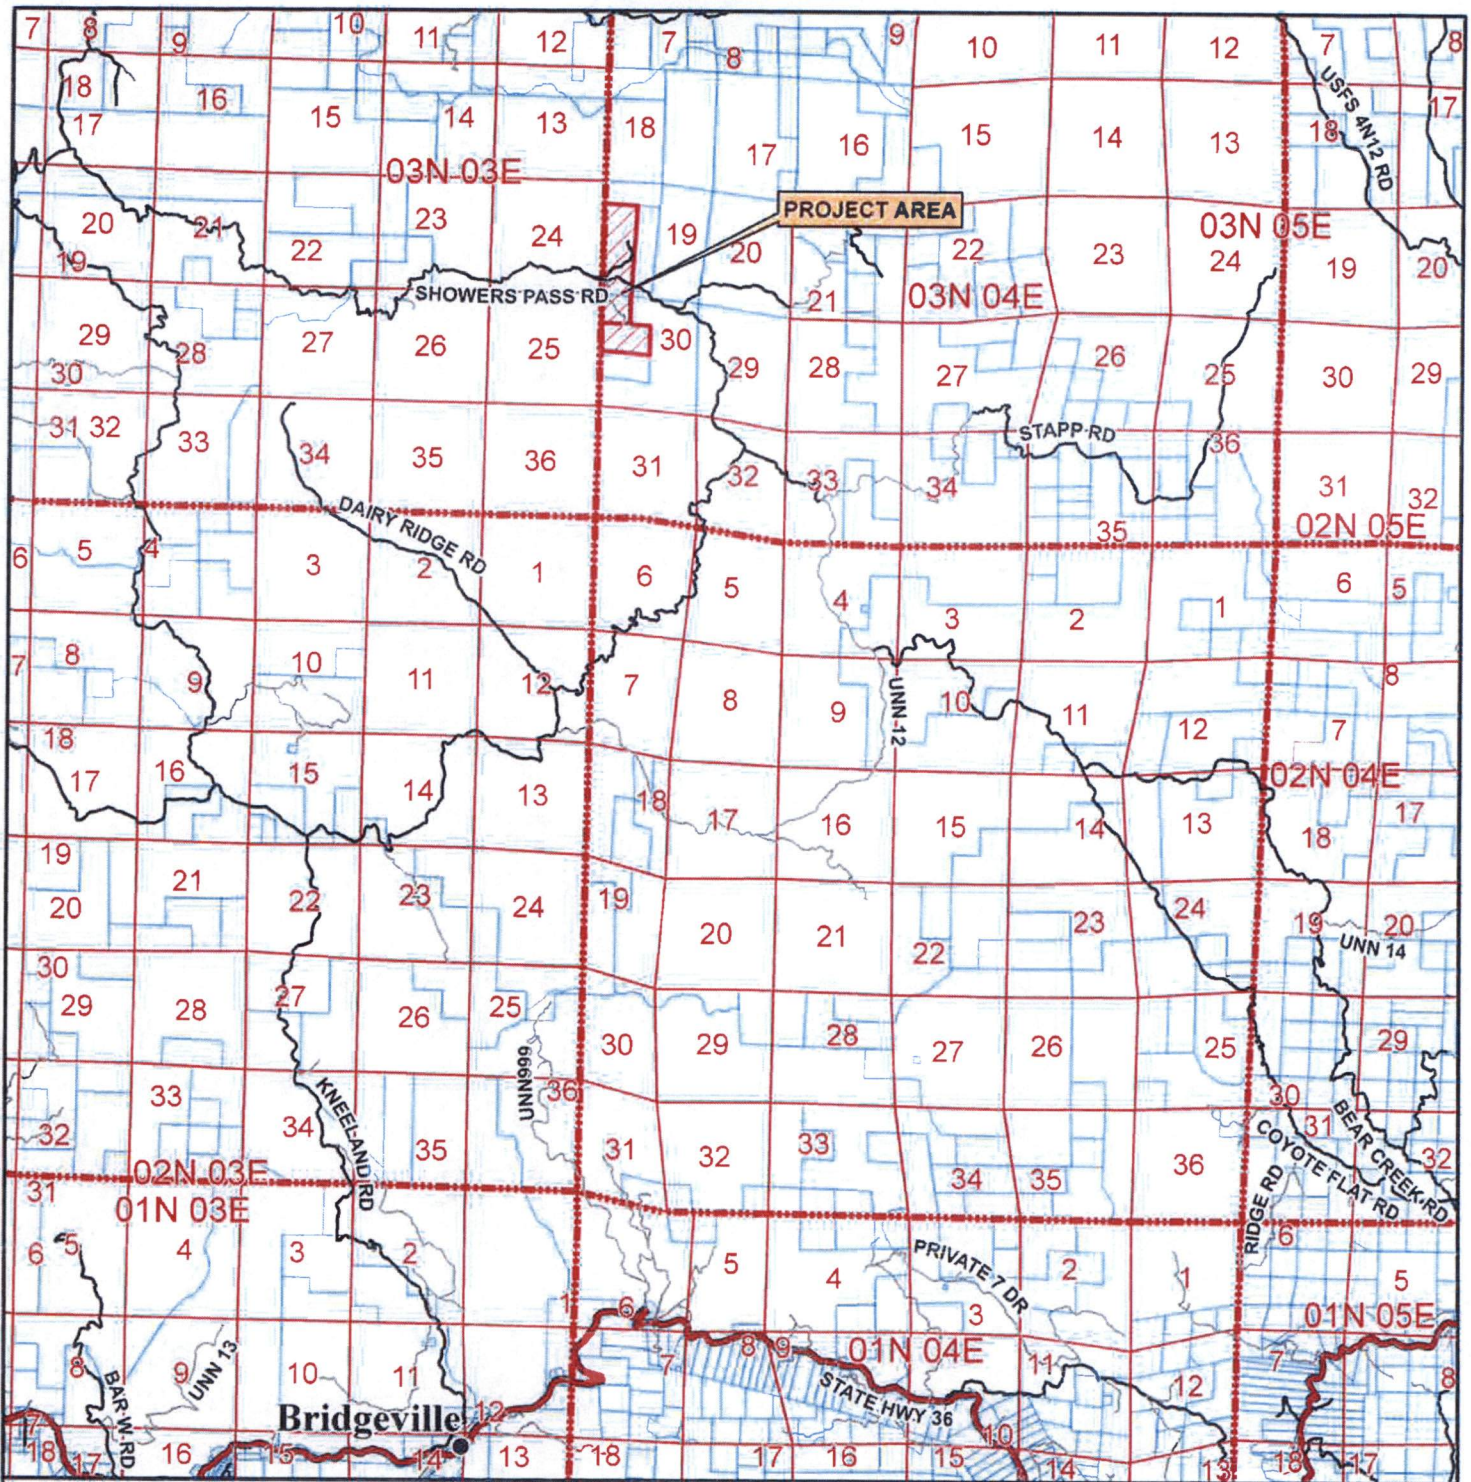 7 8 9 10 11 12 7 8 9 10 11 12 7 8
18 16 15 14 13 18 17 16 15 14 13 18 17
17
USFS 4N12 RD
03N 03E
PROJECT AREA
20 21 22 23 24 19 20 22 23 24 19 20
03N 05E
19
SHOWERS PASS RD
21
03N 04E
29 28 27 26 25 30 29 28 27 26 25 30 29
30
31 32 33 34 35 36 31 32 33 34 36 31 32
STAPP RD
DAIRY RIDGE RD
35
02N 05E
6 5 4 3 2 1 6 5 4 3 2 1 6 5
7 8 9 10 11 12 7 8 9 10 11 12 7 8
UNN-12
18
17 16 15 14 13 18 17 16 15 14 13 18 17
02N 04E
19
20 21 22 23 24 19 20 21 22 23 24 19 20
UNN 14
30
29 28 27 26 25 30 29 28 27 26 25 30 29
UNNN999
KNEELAND RD
32 33 34 35 36 31 32 33 34 35 36 31 32
BEAR CREEK RD
COYOTE FLAT RD
RIDGE RD
02N 03E
31
01N 03E
6 5 4 3 2 1 6 5 4 3 2 1 6 5
PRIVATE 7 DR
01N 05E
01N 04E
8 9 10 11 12 7 8 9 11 12 7 8
BAR W RD
UNN 13
STATE HWY 36
Bridgeville
7 10
18 17 16 15 14 13 18 17 16 15 14 13 18 17